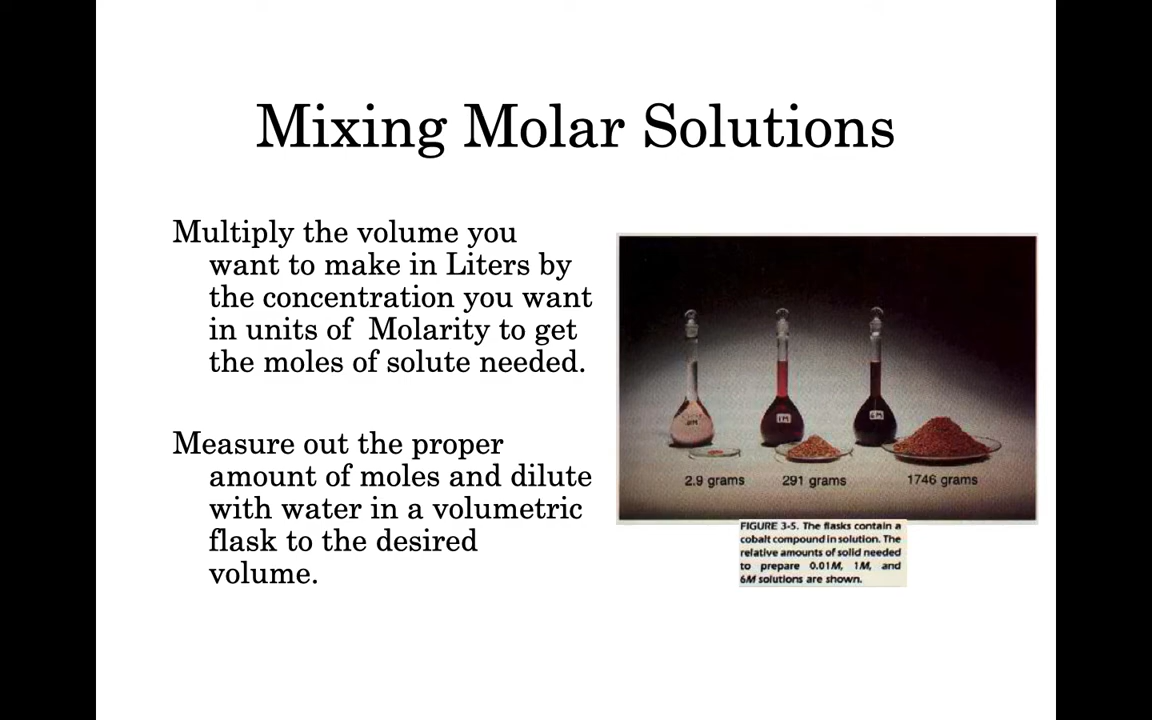 Mixing Molar Solutions
Multiply the volume you
want to make in Liters by
the concentration you want
in units of  Molarity to get
the moles of solute needed.
Measure out the proper
amount of moles and dilute
with water in a volumetric
flask to the desired
volume.
1M
6M
2.9 grams
291 grams
1746 grams
FIGURE 3-5. The flasks contain a
cobalt compound in solution. The
relative amounts of solid needed
to prepare 0.01M, 1M, and
6M solutions are shown.